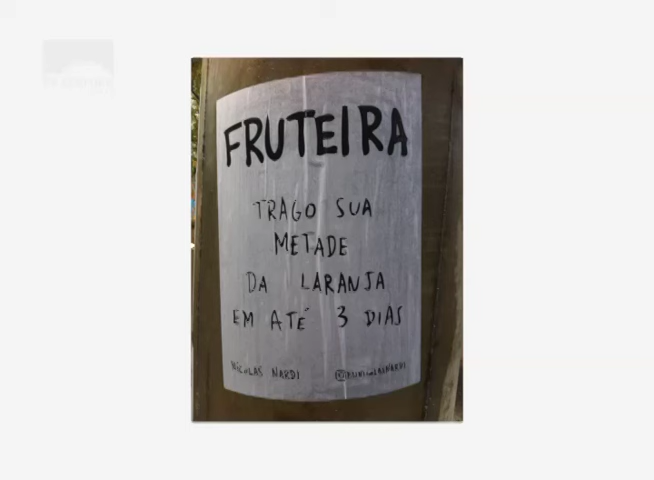 FRUTEIRA
TRAGO SUA
METADE
DA LARANJA
EM ATÉ 3 DIAS
NICOLAS NARDI